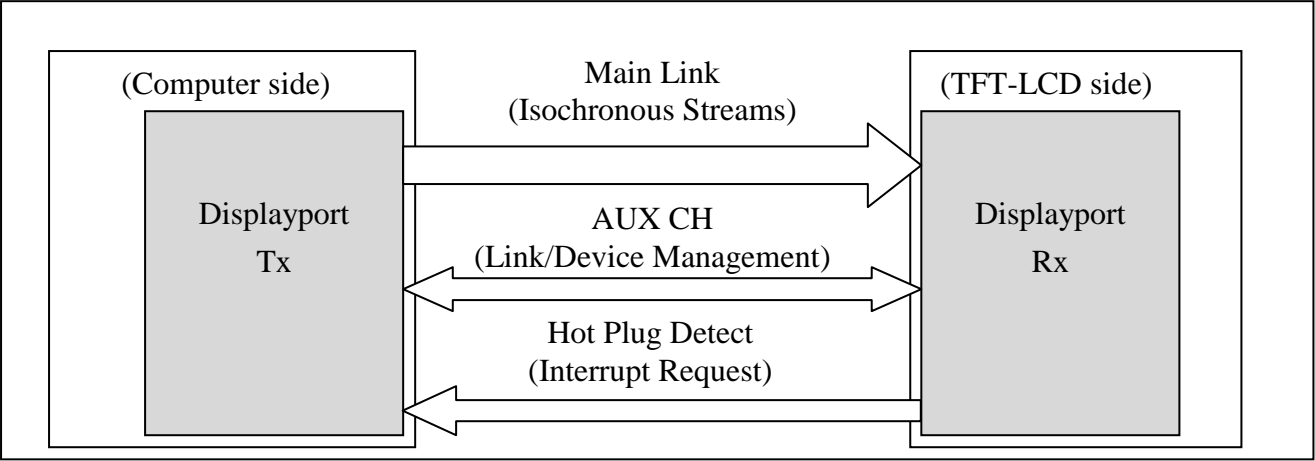 (Computer side)
Displayport
Tx
Main Link
(Isochronous Streams)
AUX CH
(Link/Device Management)
Hot Plug Detect
(Interrupt Request)
(TFT-LCD side)
Displayport
Rx